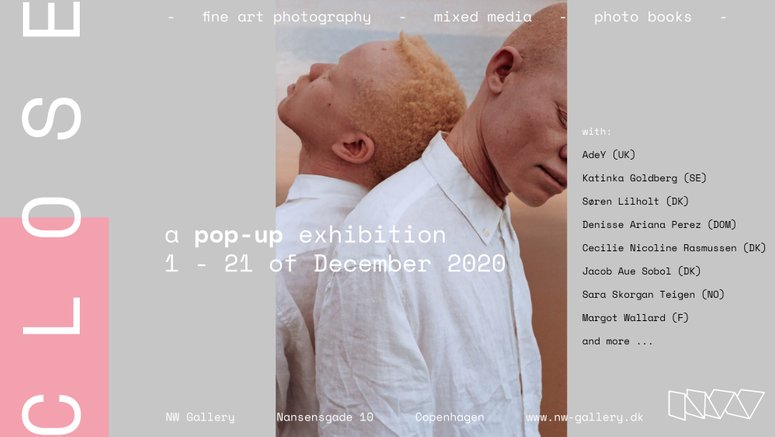 - fine art photography - mixed media - photo books -
CLOSE
with:
AdeY (UK)
Katinka Goldberg (SE)
Søren Lilholt (DK)
Denisse Ariana Perez (DOM)
Cecilie Nicoline Rasmussen (DK)
Jacob Aue Sobol (DK)
Sara Skorgan Teigen (NO)
Margot Wallard (F)
and more ...
a pop-up exhibition
1 - 21 of December 2020
NW Gallery Nansensgade 10 Copenhagen www.nw-gallery.dk
NW